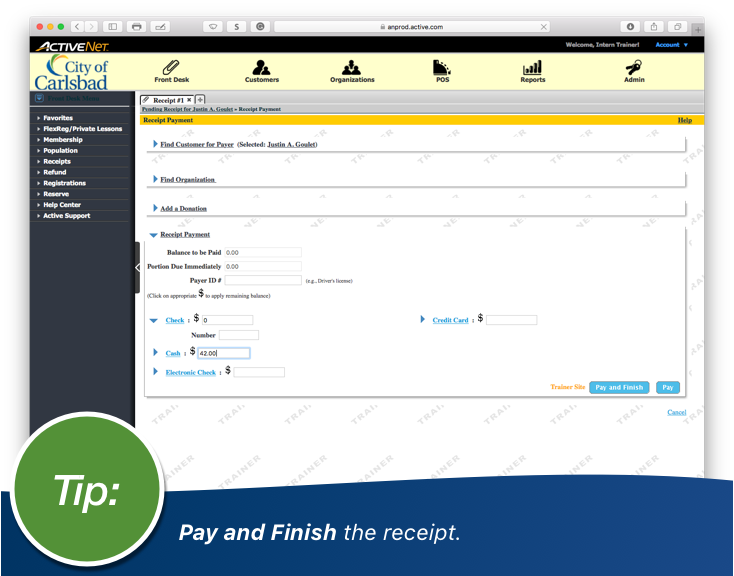 anprod.active.com
ACTIVENet
Welcome, Intern Trainer! Account
City of
Carlsbad
Front Desk Customers Organizations POS Reports Admin
Receipt #1 × +
Pending Receipt for Justin A. Goulet » Receipt Payment
Receipt Payment Help
Favorites
FlexReg/Private Lessons
Membership
Population
Receipts
Refund
Registrations
Reserve
Help Center
Active Support
Find Customer for Payer (Selected: Justin A. Goulet)
Find Organization
Add a Donation
Receipt Payment
Balance to be Paid 0.00
Portion Due Immediately 0.00
Payer ID # (e.g., Driver's license)
(Click on appropriate $ to apply remaining balance)
Check : $ 0 Credit Card : $
Number
Cash : $ 42.00
Electronic Check : $
Trainer Site Pay and Finish Pay
Cancel
TRAINER
Tip:
Pay and Finish the receipt.